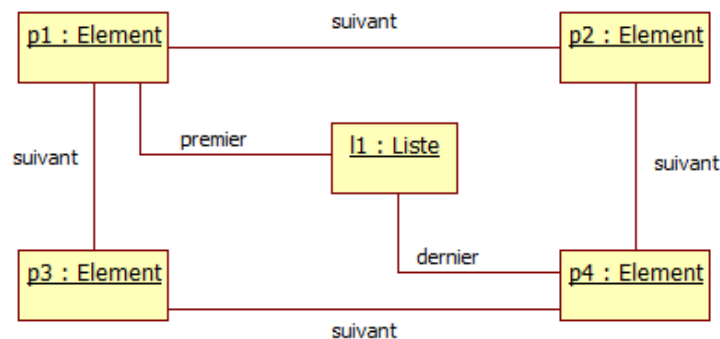 suivant
p1 : Element
p2 : Element
premier
l1 : Liste
suivant
suivant
dernier
p3 : Element
p4 : Element
suivant